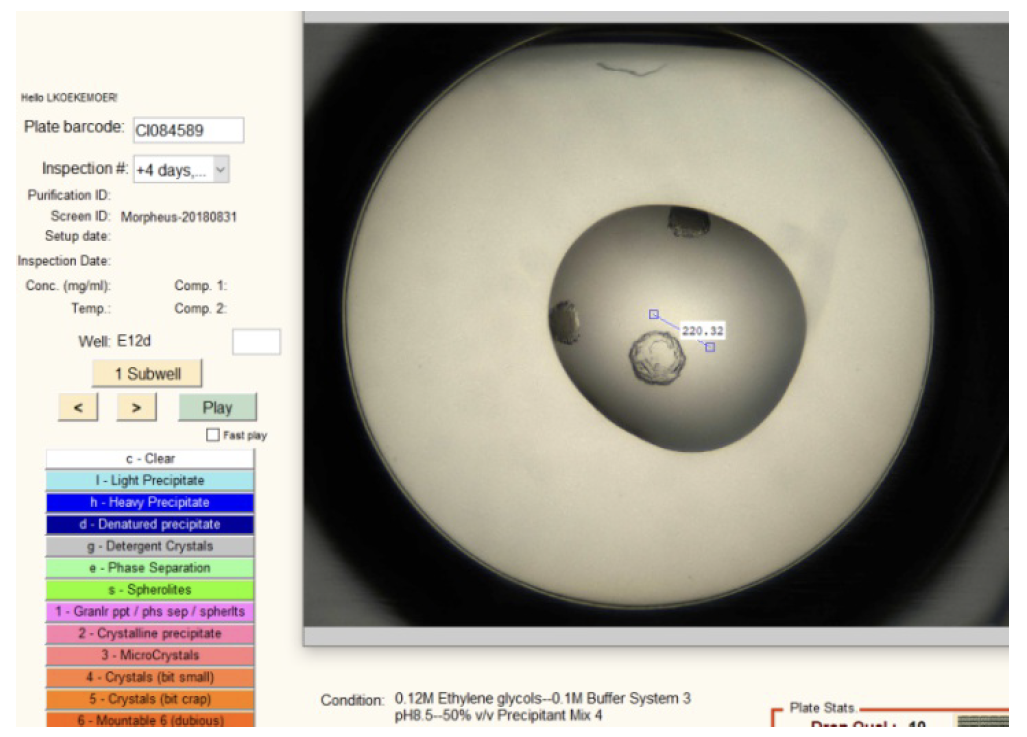 Hello LKOEKEMOER!
Plate barcode: CI084589
Inspection #: +4 days,...
Purification ID:
Screen ID: Morpheus-20180831
Setup date:
Inspection Date:
Conc. (mg/ml): Comp. 1:
Temp.: Comp. 2:
Well: E12d
1 Subwell
< > Play
Fast play
c - Clear
l - Light Precipitate
h - Heavy Precipitate
d - Denatured precipitate
g - Detergent Crystals
e - Phase Separation
s - Spherolites
1 - Granlr ppt / phs sep / spherlts
2 - Crystalline precipitate
3 - MicroCrystals
4 - Crystals (bit small)
5 - Crystals (bit crap)
6 - Mountable 6 (dubious)
220.32
Condition: 0.12M Ethylene glycols--0.1M Buffer System 3
pH8.5--50% v/v Precipitant Mix 4
Plate Stats.